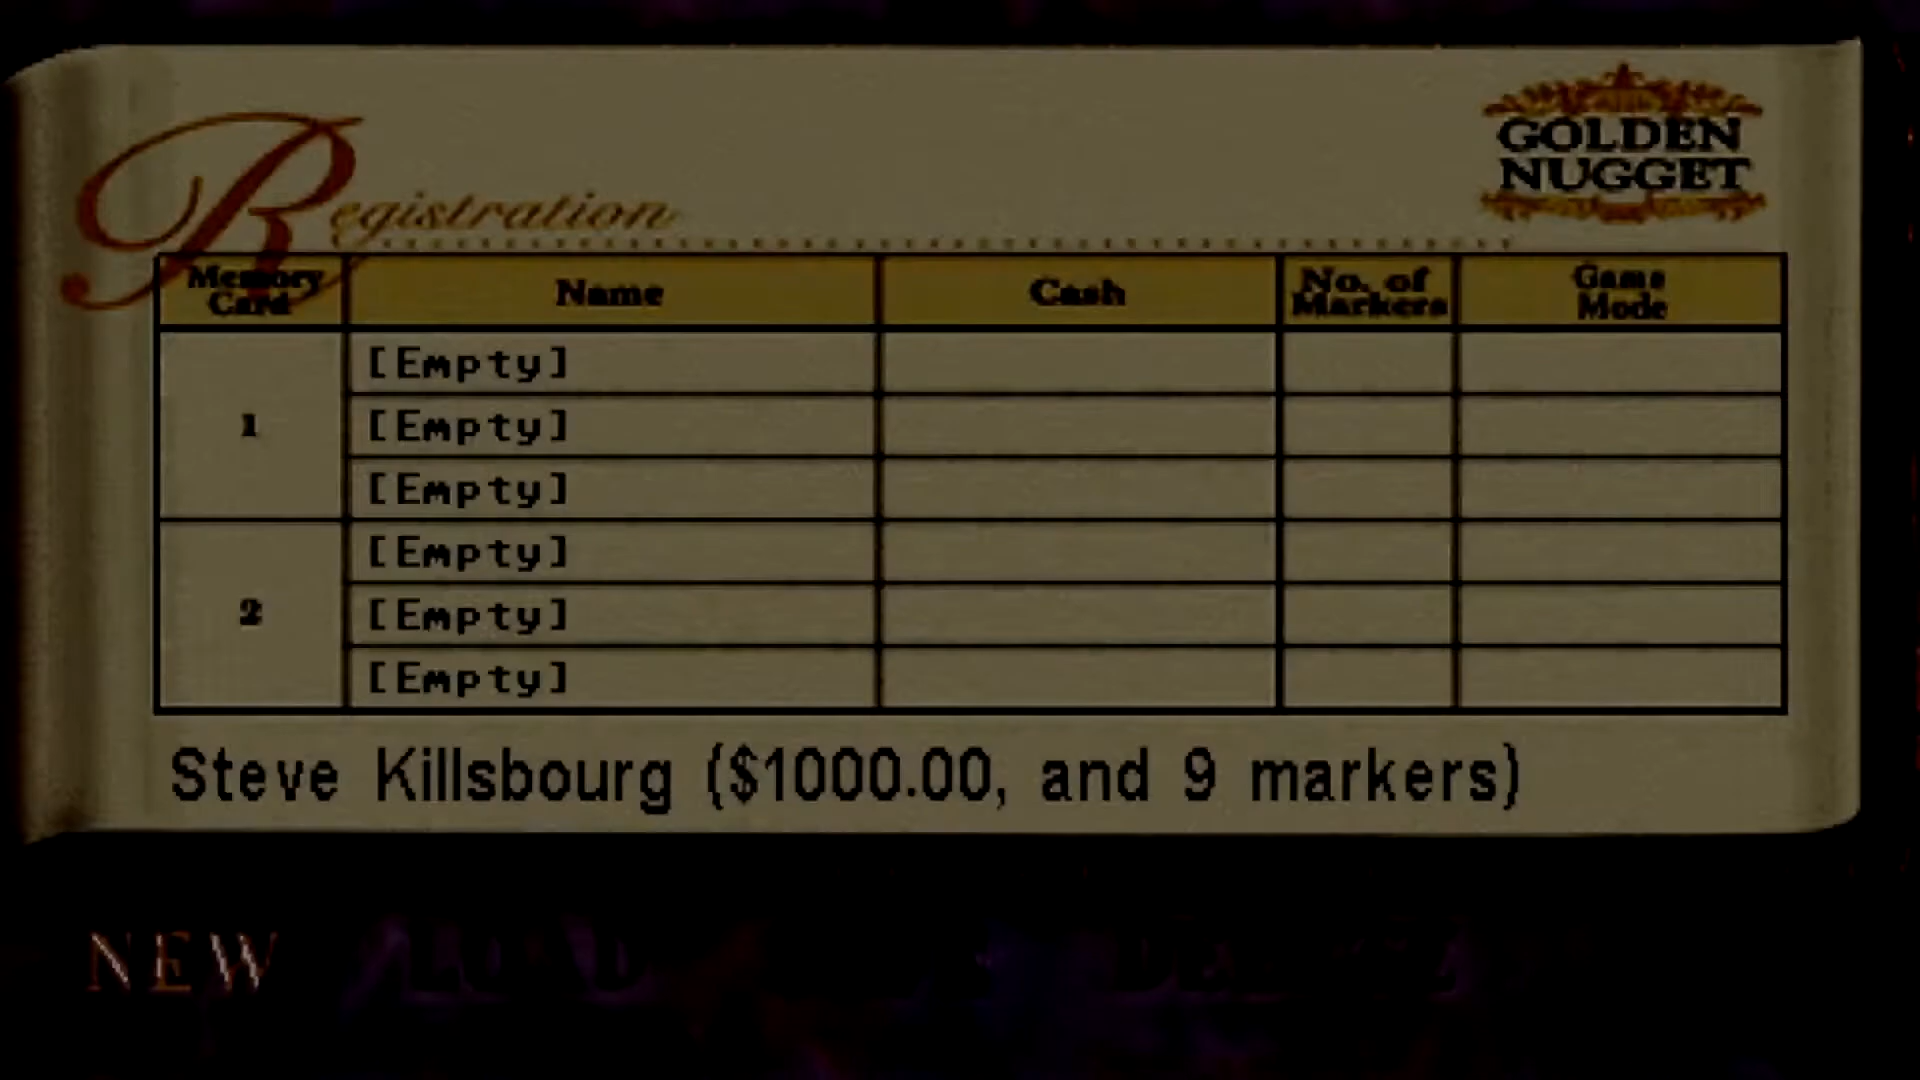 GOLDEN
NUGGET
Registration
Memory Card Name Cash No. of Markers Game Mode
1 [Empty]
[Empty]
[Empty]
2 [Empty]
[Empty]
[Empty]
Steve Killsbourg ($1000.00, and 9 markers)
NEW LOAD